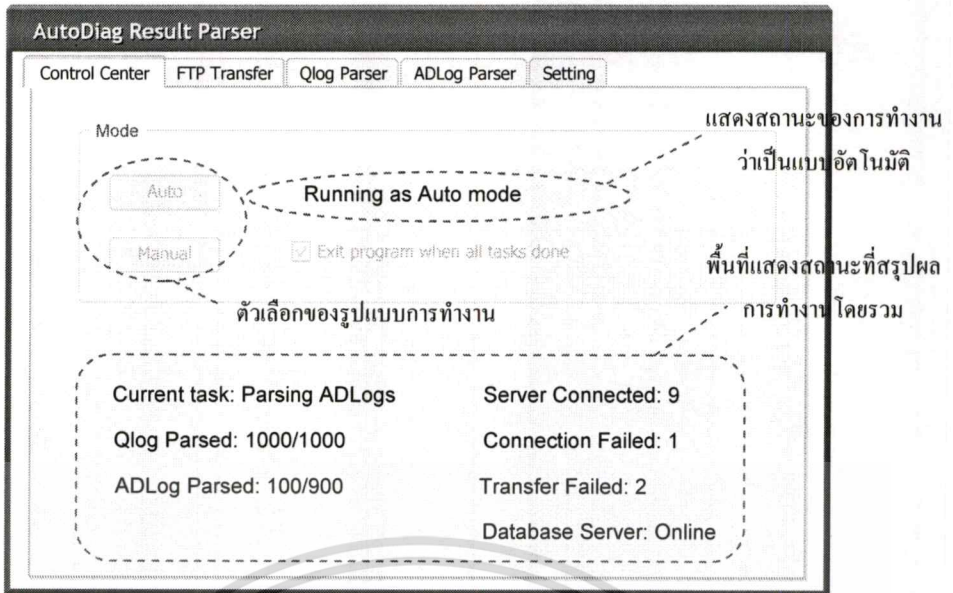 AutoDiag Result Parser
Control Center FTP Transfer Qlog Parser ADLog Parser Setting
แสดงสถานะของการทำงาน
ว่าเป็นแบบอัตโนมัติ
Mode
Auto
Running as Auto mode
Manual
Exit program when all tasks done
พื้นที่แสดงสถานะที่สรุปผล
การทำงานโดยรวม
ตัวเลือกของรูปแบบการทำงาน
Current task: Parsing ADLogs
Qlog Parsed: 1000/1000
ADLog Parsed: 100/900
Server Connected: 9
Connection Failed: 1
Transfer Failed: 2
Database Server: Online